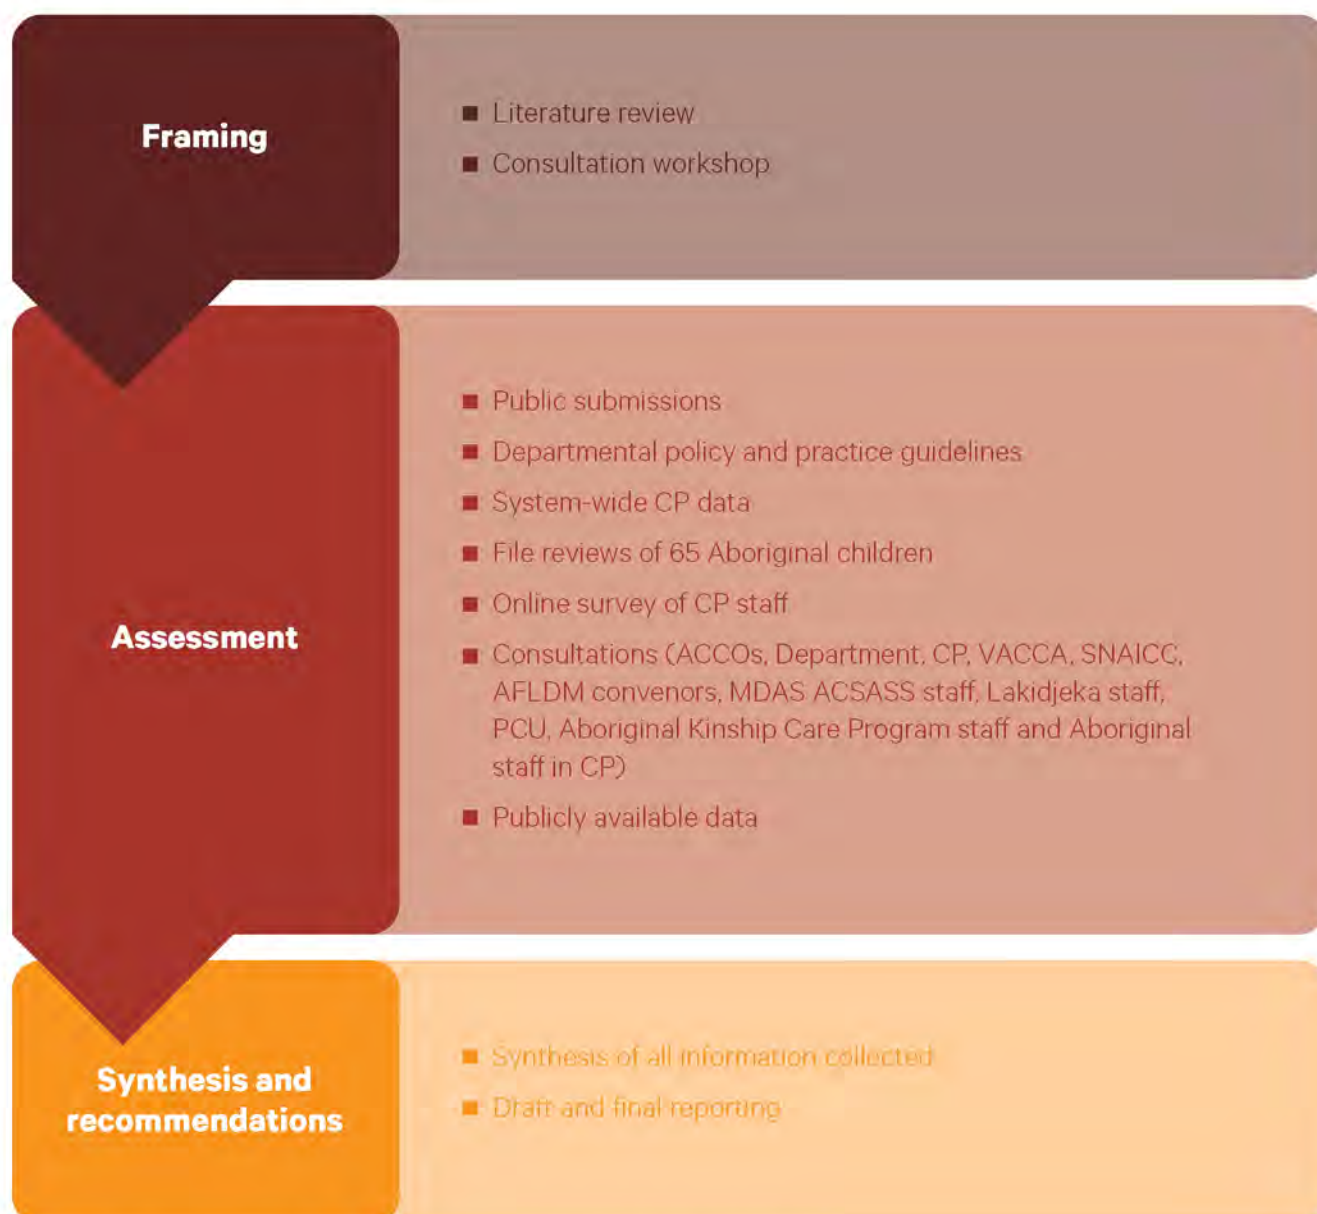 Framing
■ Literature review
■ Consultation workshop
Assessment
■ Public submissions
■ Departmental policy and practice guidelines
■ System-wide CP data
■ File reviews of 65 Aboriginal children
■ Online survey of CP staff
■ Consultations (ACCOs, Department, CP, VACCA, SNAICC,
AFLDM convenors, MDAS ACSASS staff, Lakidjeka staff,
PCU, Aboriginal Kinship Care Program staff and Aboriginal
staff in CP)
■ Publicly available data
Synthesis and
recommendations
■ Synthesis of all information collected
■ Draft and final reporting